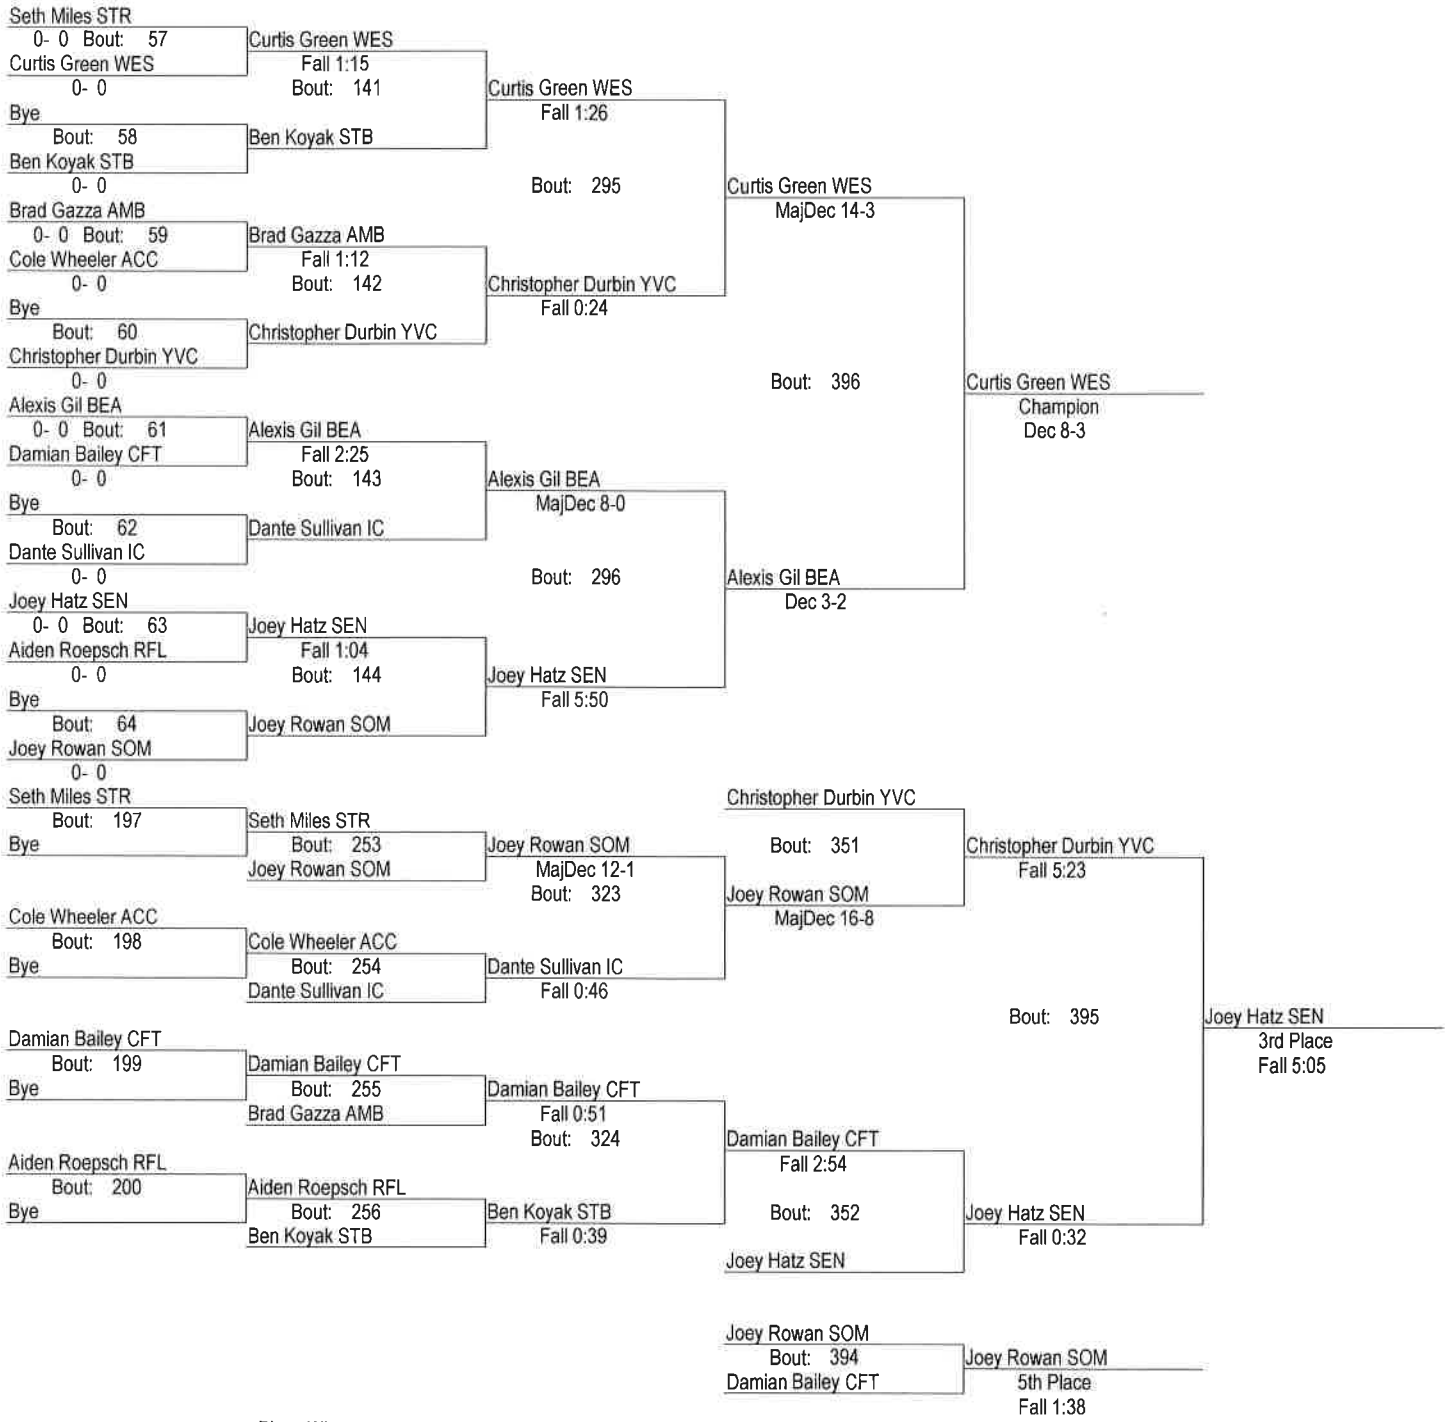 Seth Miles STR
0- 0 Bout: 57
Curtis Green WES
0- 0
Bye
Bout: 58
Ben Koyak STB
0- 0
Brad Gazza AMB
0- 0 Bout: 59
Cole Wheeler ACC
0- 0
Bye
Bout: 60
Christopher Durbin YVC
0- 0
Alexis Gil BEA
0- 0 Bout: 61
Damian Bailey CFT
0- 0
Bye
Bout: 62
Dante Sullivan IC
0- 0
Joey Hatz SEN
0- 0 Bout: 63
Aiden Roepsch RFL
0- 0
Bye
Bout: 64
Joey Rowan SOM
0- 0
Curtis Green WES
Fall 1:15
Bout: 141
Ben Koyak STB
Brad Gazza AMB
Fall 1:12
Bout: 142
Christopher Durbin YVC
Alexis Gil BEA
Fall 2:25
Bout: 143
Dante Sullivan IC
Joey Hatz SEN
Fall 1:04
Bout: 144
Joey Rowan SOM
Curtis Green WES
Fall 1:26
Bout: 295
Christopher Durbin YVC
Fall 0:24
Alexis Gil BEA
MajDec 8-0
Bout: 296
Joey Hatz SEN
Fall 5:50
Curtis Green WES
MajDec 14-3
Bout: 396
Alexis Gil BEA
Dec 3-2
Curtis Green WES
Champion
Dec 8-3
Seth Miles STR
Bout: 197
Bye
Cole Wheeler ACC
Bout: 198
Bye
Damian Bailey CFT
Bout: 199
Bye
Aiden Roepsch RFL
Bout: 200
Bye
Seth Miles STR
Bout: 253
Joey Rowan SOM
Cole Wheeler ACC
Bout: 254
Dante Sullivan IC
Damian Bailey CFT
Bout: 255
Brad Gazza AMB
Aiden Roepsch RFL
Bout: 256
Ben Koyak STB
Joey Rowan SOM
MajDec 12-1
Bout: 323
Dante Sullivan IC
Fall 0:46
Damian Bailey CFT
Fall 0:51
Bout: 324
Ben Koyak STB
Fall 0:39
Christopher Durbin YVC
Bout: 351
Joey Rowan SOM
MajDec 16-8
Damian Bailey CFT
Fall 2:54
Bout: 352
Joey Hatz SEN
Christopher Durbin YVC
Fall 5:23
Bout: 395
Joey Hatz SEN
Fall 0:32
Joey Hatz SEN
3rd Place
Fall 5:05
Joey Rowan SOM
Bout: 394
Damian Bailey CFT
Joey Rowan SOM
5th Place
Fall 1:38